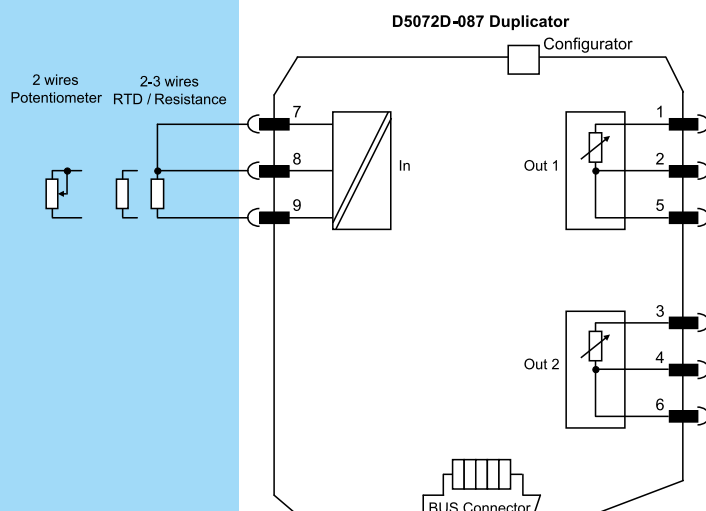 D5072D-087 Duplicator
Configurator
2 wires
Potentiometer
2-3 wires
RTD / Resistance
7
8
9
In
Out 1
1
2
5
Out 2
3
4
6
BUS Connector